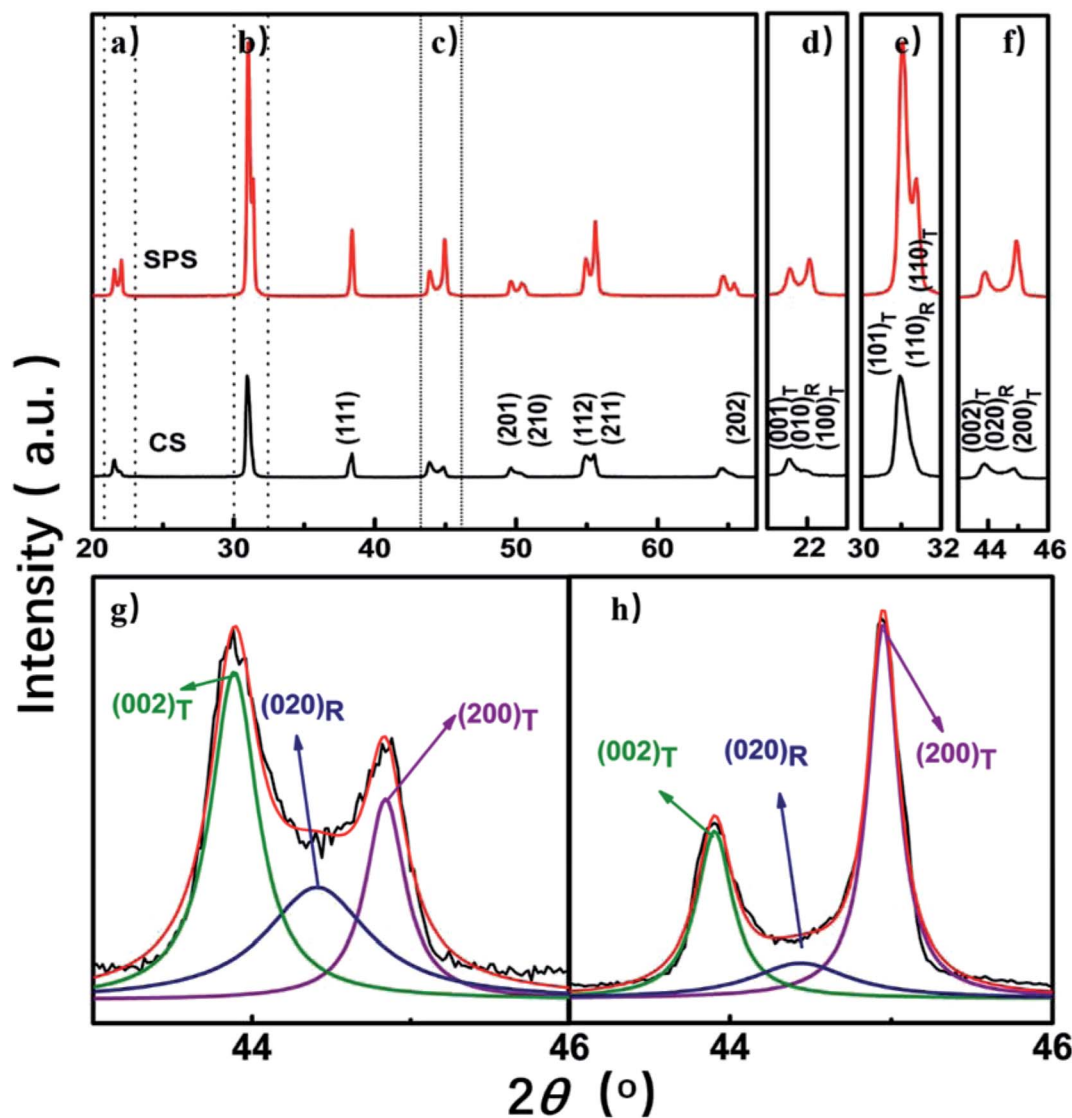 a)
b)
c)
d)
e)
f)
SPS
CS
(111)
(201)
(210)
(112)
(211)
(202)
(001)T
(010)R
(100)T
(101)T
(110)R
(110)T
(002)T
(020)R
(200)T
20
30
40
50
60
22
30
32
44
46
Intensity ( a.u. )
g)
(002)T
(020)R
(200)T
h)
(002)T
(020)R
(200)T
44
46
44
46
2θ (o)